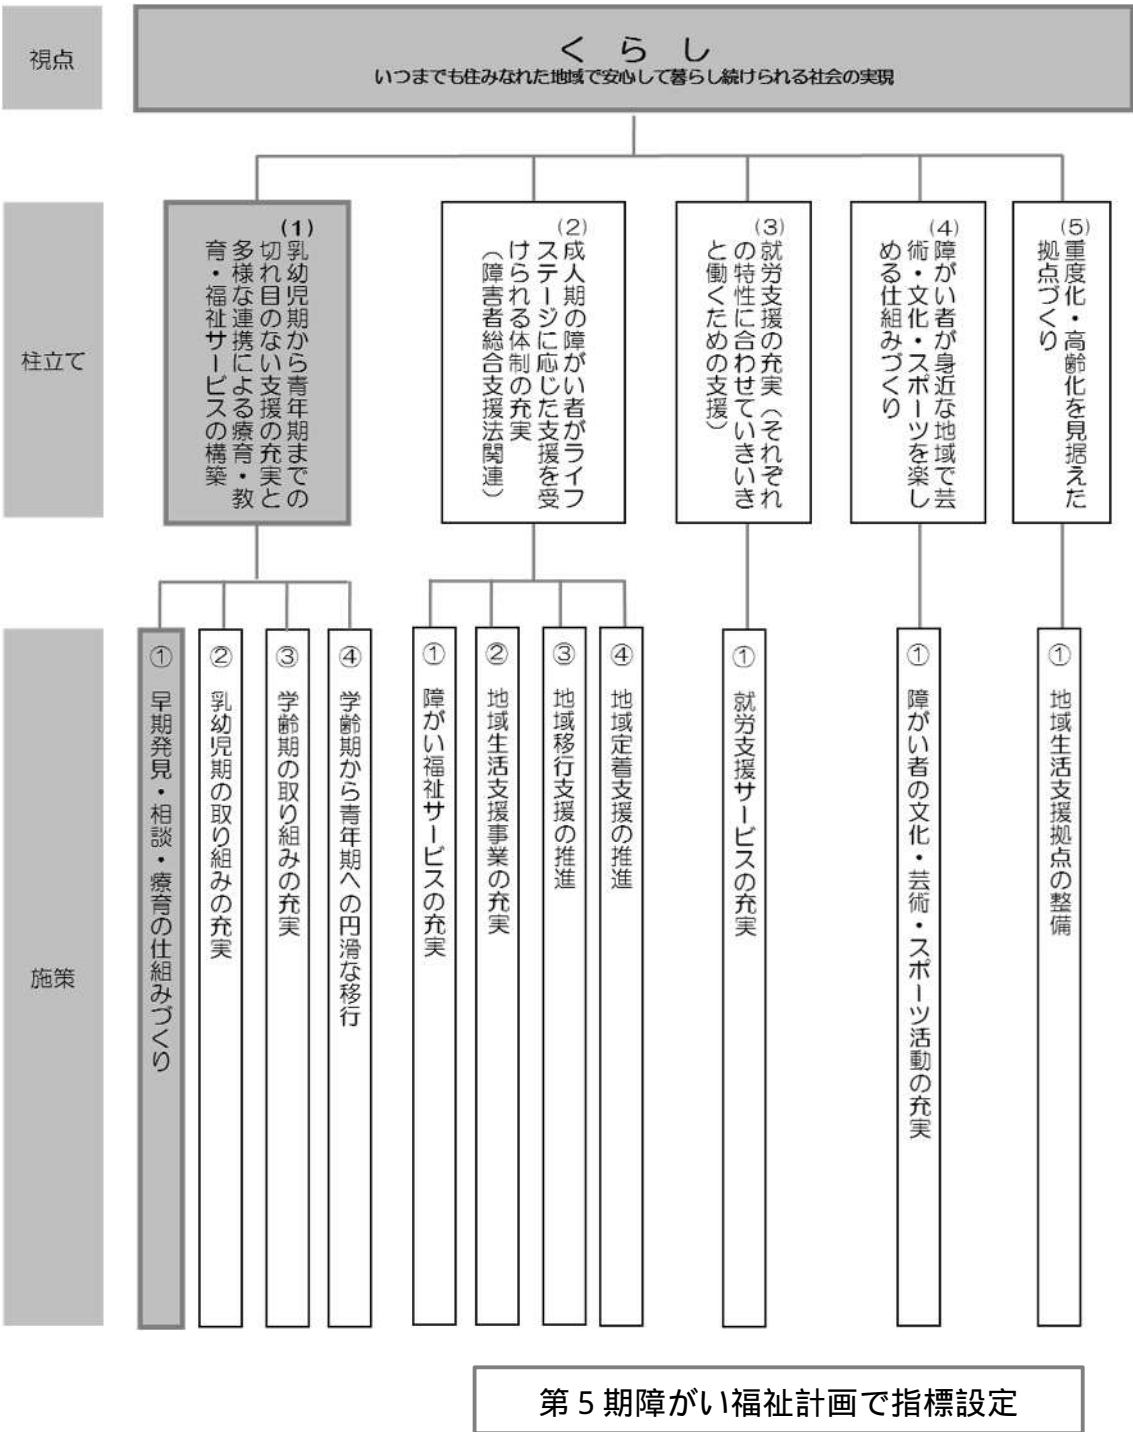 視点
くらし
いつまでも住みなれた地域で安心して暮らし続けられる社会の実現
柱立て
(1)
乳幼児期から青年期までの
切れ目のない支援の充実と
多様な連携による療育・教
育・福祉サービスの構築
(2)
成人期の障がい者がライフ
ステージに応じた支援を受
けられる体制の充実
（障害者総合支援法関連）
(3)
就労支援の充実（それぞれ
の特性に合わせていきいき
と働くための支援）
(4)
障がい者が身近な地域で芸
術・文化・スポーツを楽し
める仕組みづくり
(5)
重度化・高齢化を見据えた
拠点づくり
施策
① 早期発見・相談・療育の仕組みづくり
② 乳幼児期の取り組みの充実
③ 学齢期の取り組みの充実
④ 学齢期から青年期への円滑な移行
① 障がい福祉サービスの充実
② 地域生活支援事業の充実
③ 地域移行支援の推進
④ 地域定着支援の推進
① 就労支援サービスの充実
① 障がい者の文化・芸術・スポーツ活動の充実
① 地域生活支援拠点の整備
第5期障がい福祉計画で指標設定